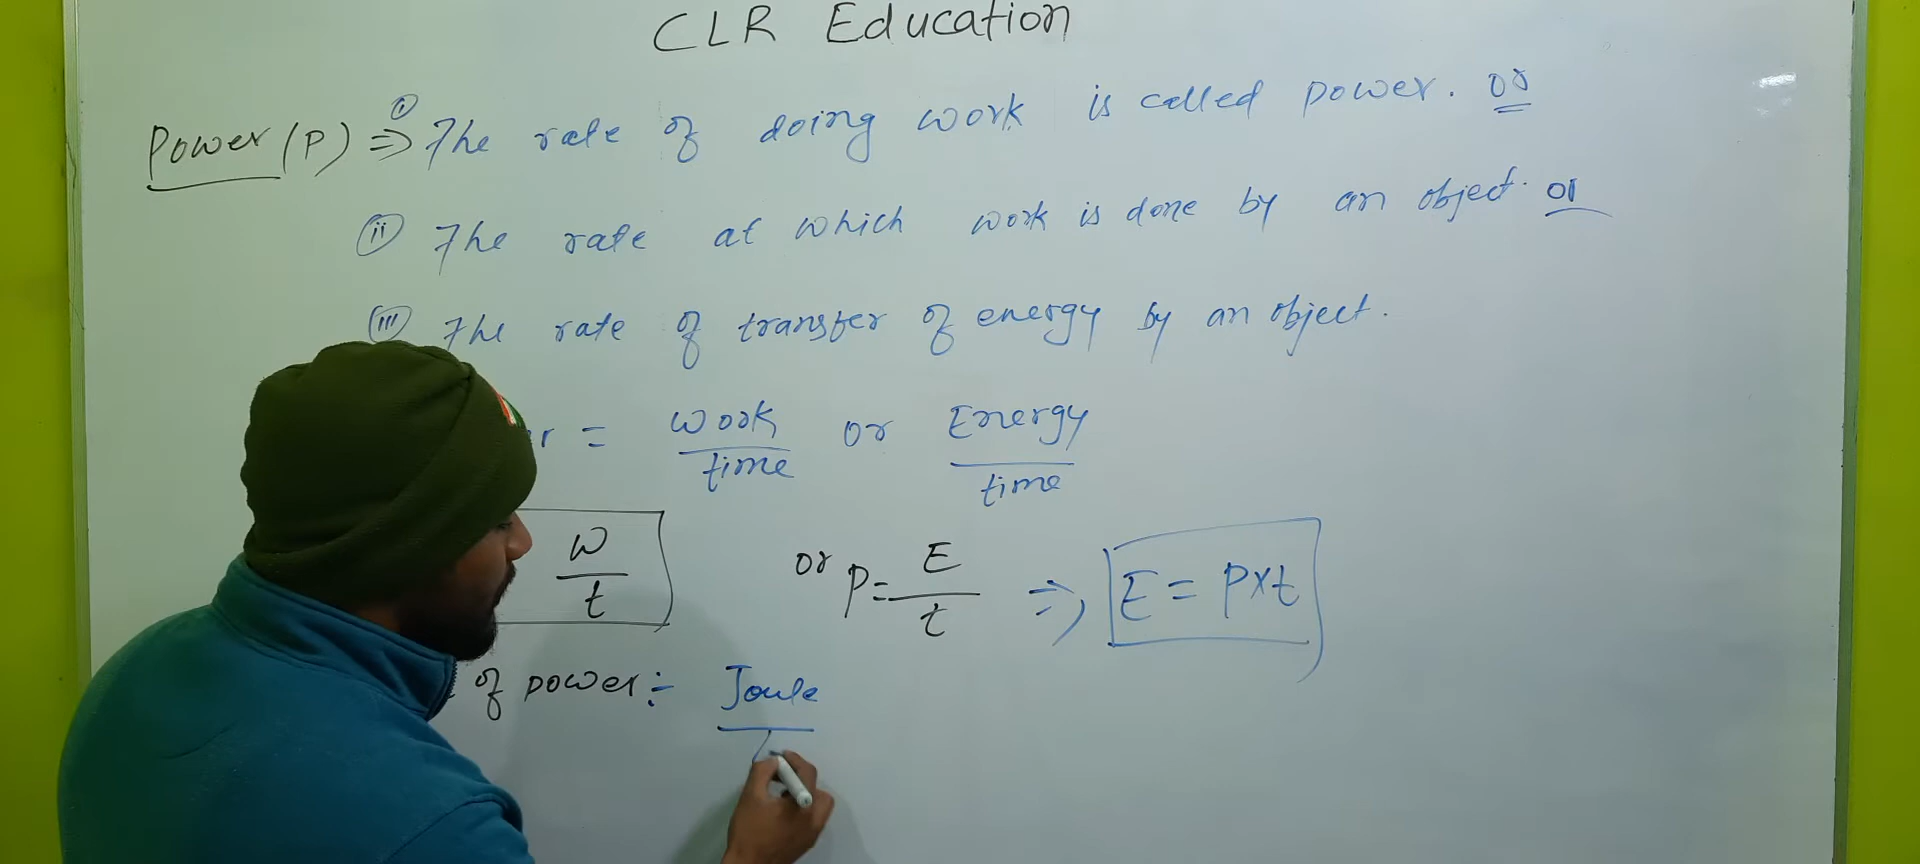 CLR Education
Power (P) ⇒ (i) The rate of doing work is called power. or
(ii) The rate at which work is done by an object. or
(iii) The rate of transfer of energy by an object.
r = Work/time or Energy/time
W/t or P = E/t ⇒, E = P×t
of power :- Joule